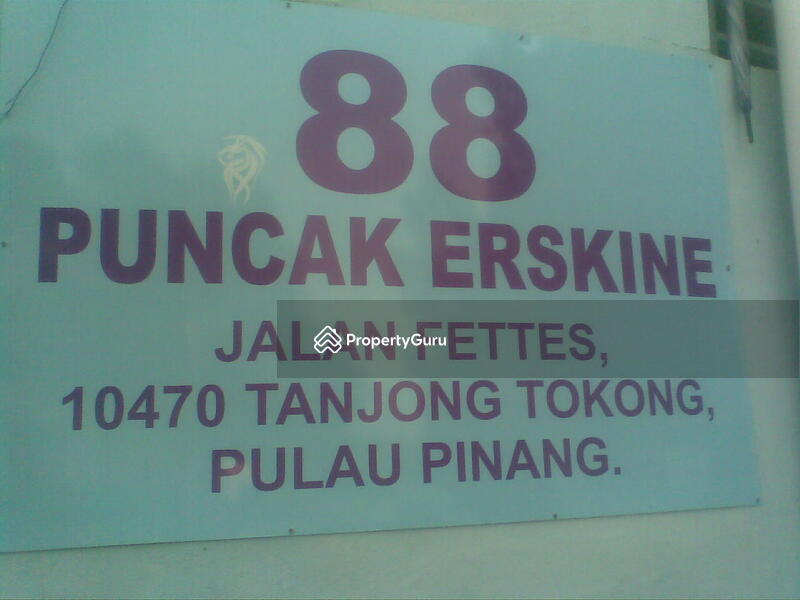 88
PUNCAK ERSKINE
JALAN FETTES,
PropertyGuru
10470 TANJONG TOKONG,
PULAU PINANG.